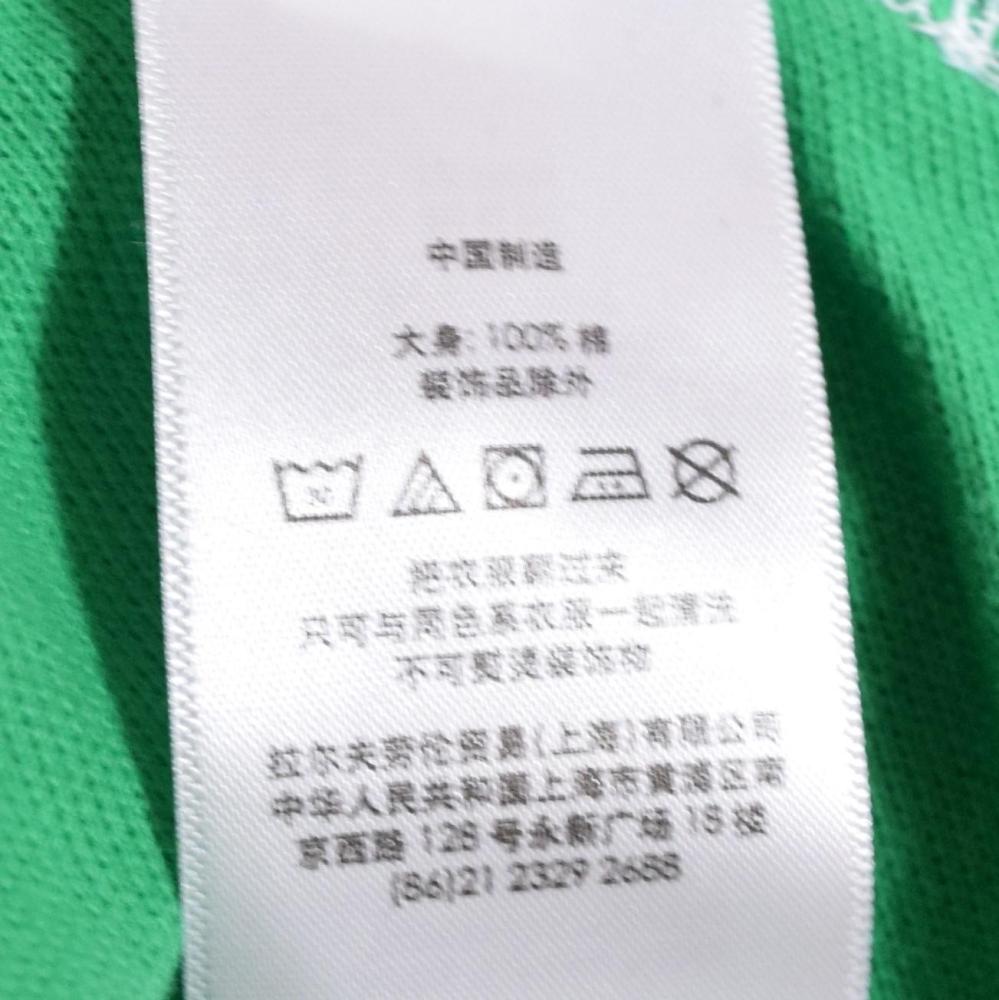 中国制造
大身: 100% 棉
装饰品除外
30
把衣服翻过来
只可与同色系衣服一起清洗
不可熨烫装饰物
拉尔夫劳伦贸易(上海)有限公司
中华人民共和国上海市黄浦区南
京西路 128 号永新广场 18 楼
(86)21 2329 2688